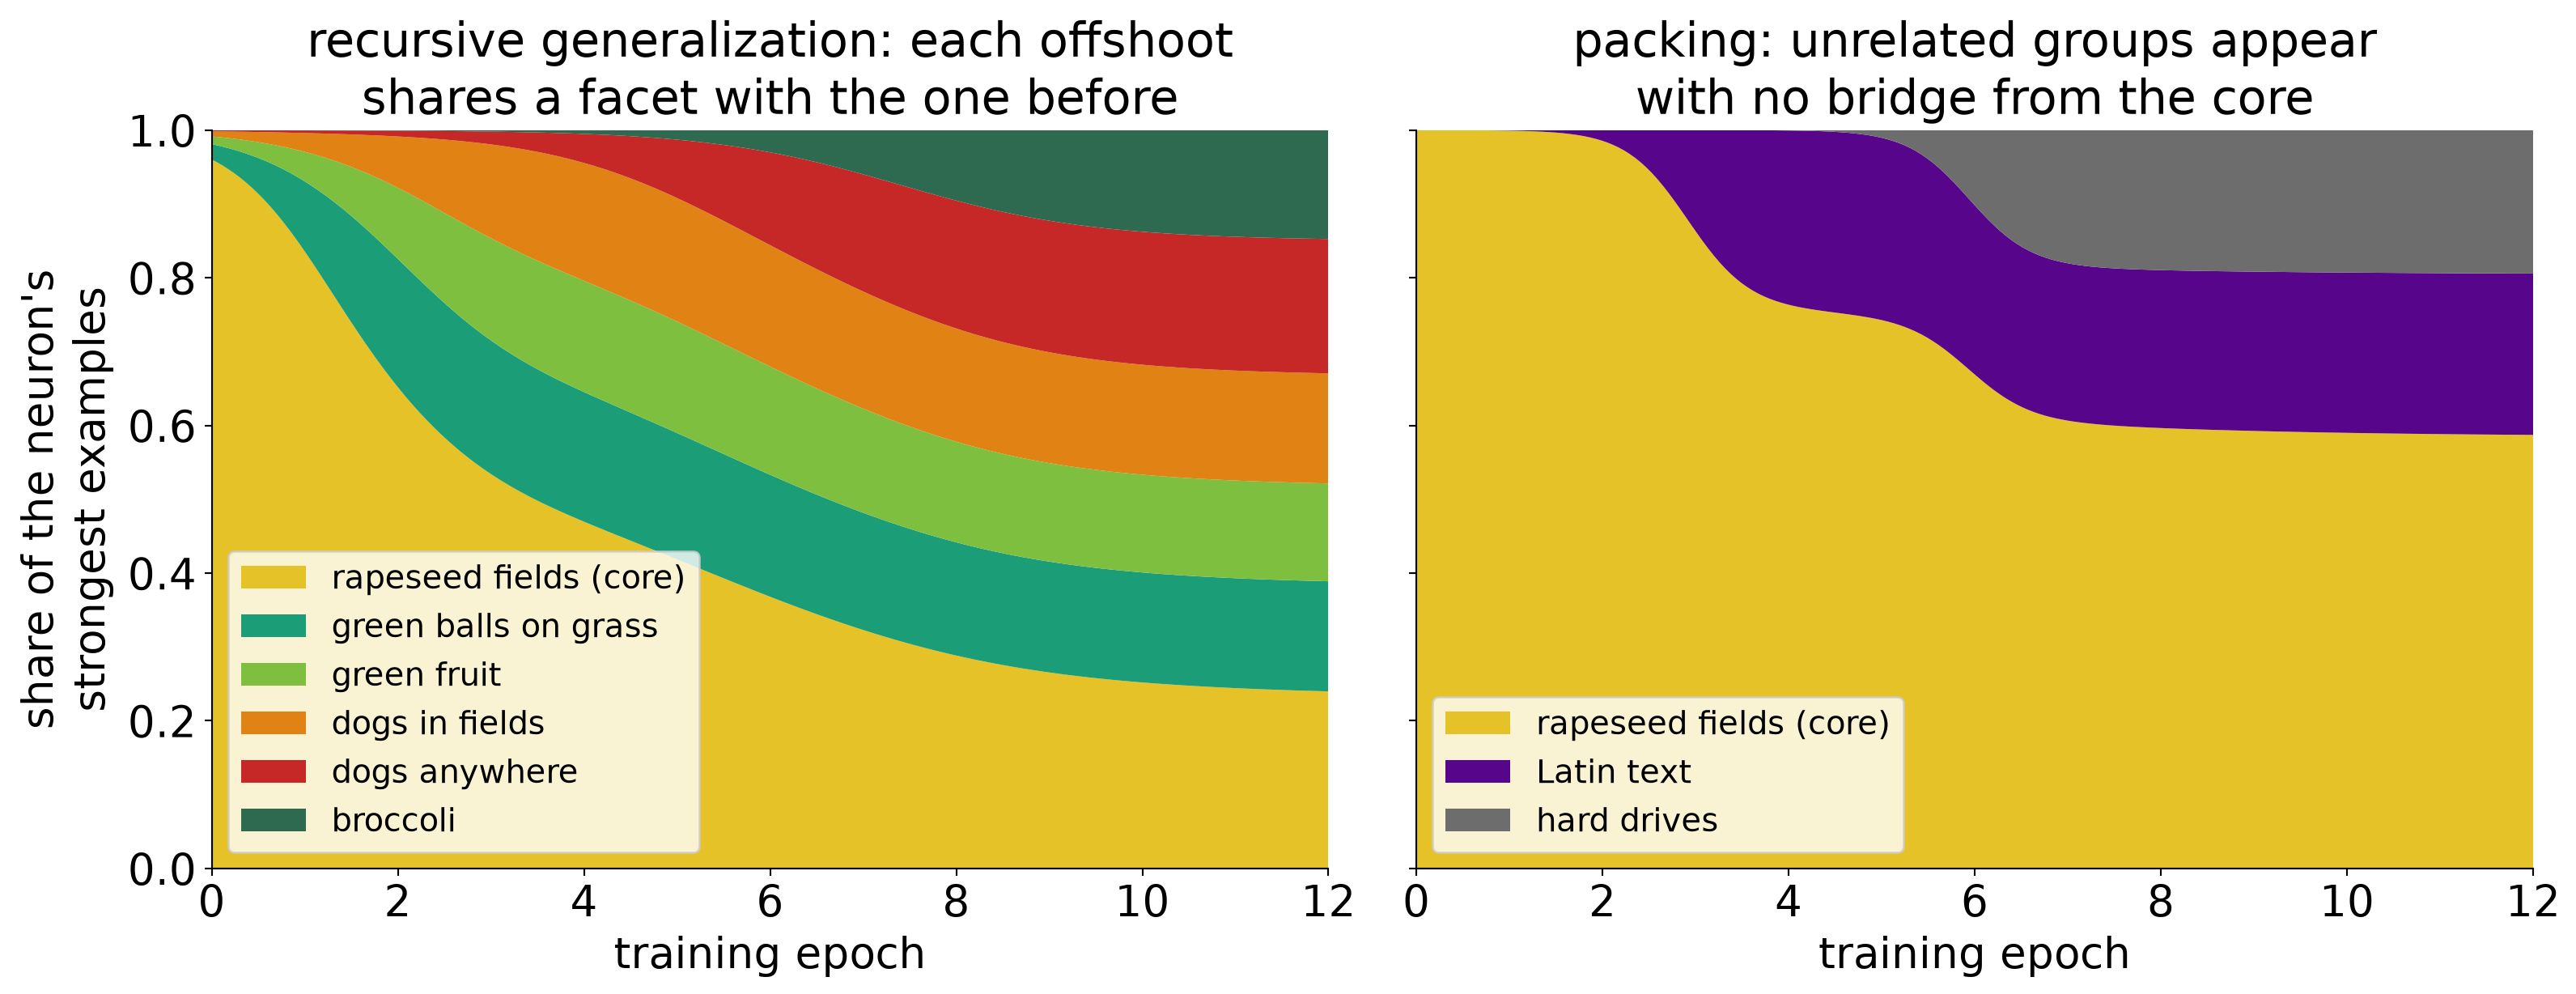 recursive generalization: each offshoot
shares a facet with the one before
share of the neuron's
strongest examples
1.0
0.8
0.6
0.4
0.2
0.0
rapeseed fields (core)
green balls on grass
green fruit
dogs in fields
dogs anywhere
broccoli
0 2 4 6 8 10 12
training epoch
packing: unrelated groups appear
with no bridge from the core
rapeseed fields (core)
Latin text
hard drives
0 2 4 6 8 10 12
training epoch